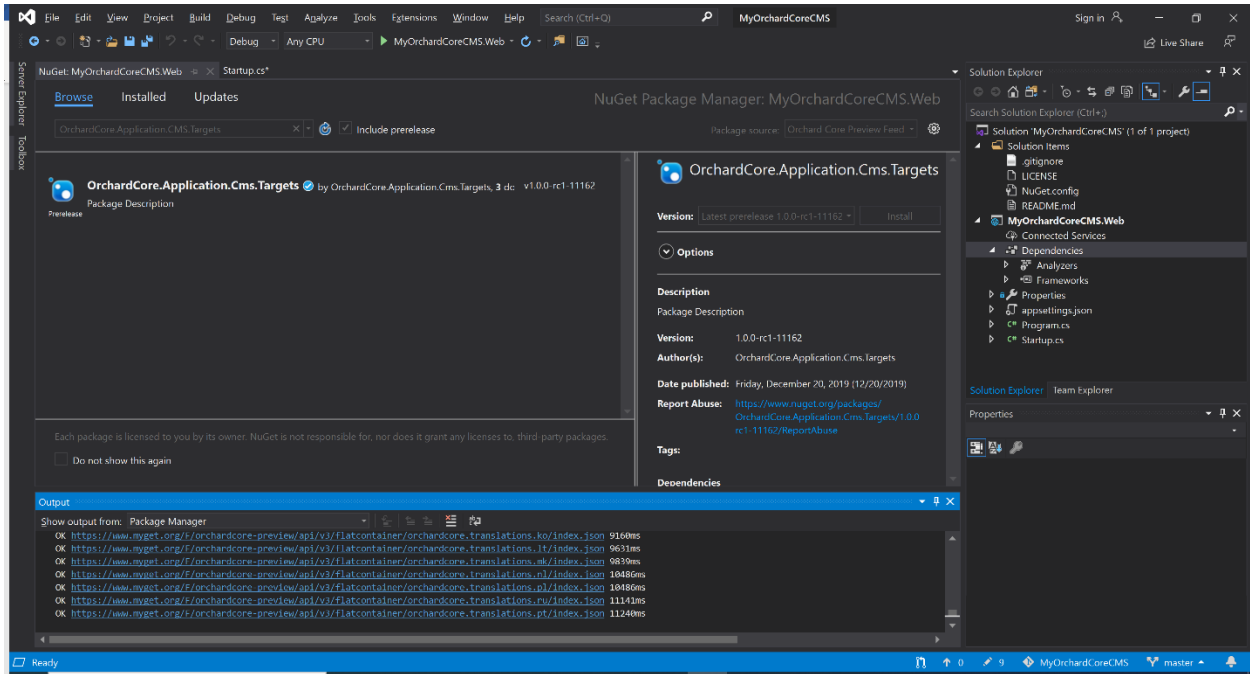 File Edit View Project Build Debug Test Analyze Tools Extensions Window Help Search (Ctrl+Q) MyOrchardCoreCMS Sign in
Debug Any CPU MyOrchardCoreCMS.Web Live Share
Server Explorer
Toolbox
NuGet: MyOrchardCoreCMS.Web Startup.cs*
Browse Installed Updates NuGet Package Manager: MyOrchardCoreCMS.Web
OrchardCore.Application.CMS.Targets Include prerelease Package source: Orchard Core Preview Feed
OrchardCore.Application.Cms.Targets by OrchardCore.Application.Cms.Targets, 3 dc v1.0.0-rc1-11162
Package Description
Prerelease
Each package is licensed to you by its owner. NuGet is not responsible for, nor does it grant any licenses to, third-party packages.
Do not show this again
OrchardCore.Application.Cms.Targets
Version: Latest prerelease 1.0.0-rc1-11162 Install
Options
Description
Package Description
Version: 1.0.0-rc1-11162
Author(s): OrchardCore.Application.Cms.Targets
Date published: Friday, December 20, 2019 (12/20/2019)
Report Abuse: https://www.nuget.org/packages/
OrchardCore.Application.Cms.Targets/1.0.0
rc1-11162/ReportAbuse
Tags:
Dependencies
Output
Show output from: Package Manager
OK https://www.myget.org/F/orchardcore-preview/api/v3/flatcontainer/orchardcore.translations.ko/index.json 9160ms
OK https://www.myget.org/F/orchardcore-preview/api/v3/flatcontainer/orchardcore.translations.lt/index.json 9631ms
OK https://www.myget.org/F/orchardcore-preview/api/v3/flatcontainer/orchardcore.translations.mk/index.json 9839ms
OK https://www.myget.org/F/orchardcore-preview/api/v3/flatcontainer/orchardcore.translations.nl/index.json 10486ms
OK https://www.myget.org/F/orchardcore-preview/api/v3/flatcontainer/orchardcore.translations.pl/index.json 10486ms
OK https://www.myget.org/F/orchardcore-preview/api/v3/flatcontainer/orchardcore.translations.ru/index.json 11141ms
OK https://www.myget.org/F/orchardcore-preview/api/v3/flatcontainer/orchardcore.translations.pt/index.json 11240ms
Solution Explorer
Search Solution Explorer (Ctrl+;)
Solution 'MyOrchardCoreCMS' (1 of 1 project)
Solution Items
.gitignore
LICENSE
NuGet.config
README.md
MyOrchardCoreCMS.Web
Connected Services
Dependencies
Analyzers
Frameworks
Properties
appsettings.json
C# Program.cs
C# Startup.cs
Solution Explorer Team Explorer
Properties
Ready 0 9 MyOrchardCoreCMS master